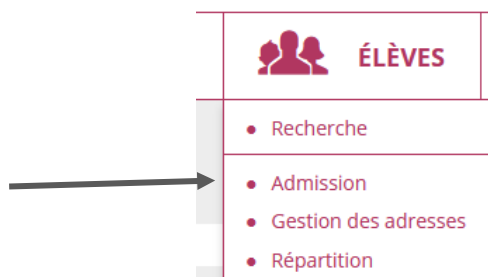 ÉLÈVES
• Recherche
• Admission
• Gestion des adresses
• Répartition